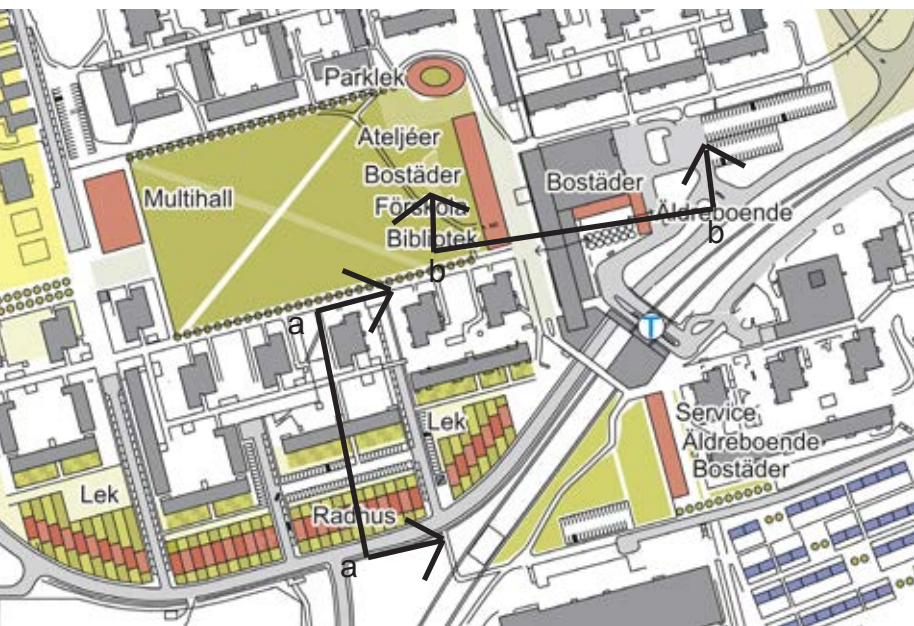 Parklek
Ateljéer
Bostäder
Förskola
Bibliotek
Multihall
Bostäder
Äldreboende
b
b
a
T
Lek
Service,
Äldreboende
Bostäder
Lek
Radhus
a